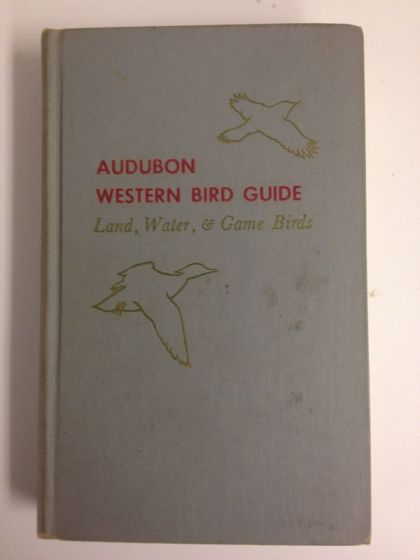 AUDUBON
WESTERN BIRD GUIDE
Land, Water, & Game Birds